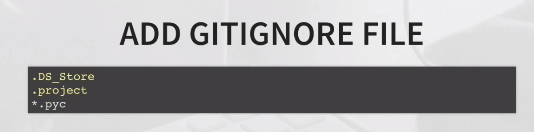 ADD GITIGNORE FILE
.DS_Store
.project
*.pyc